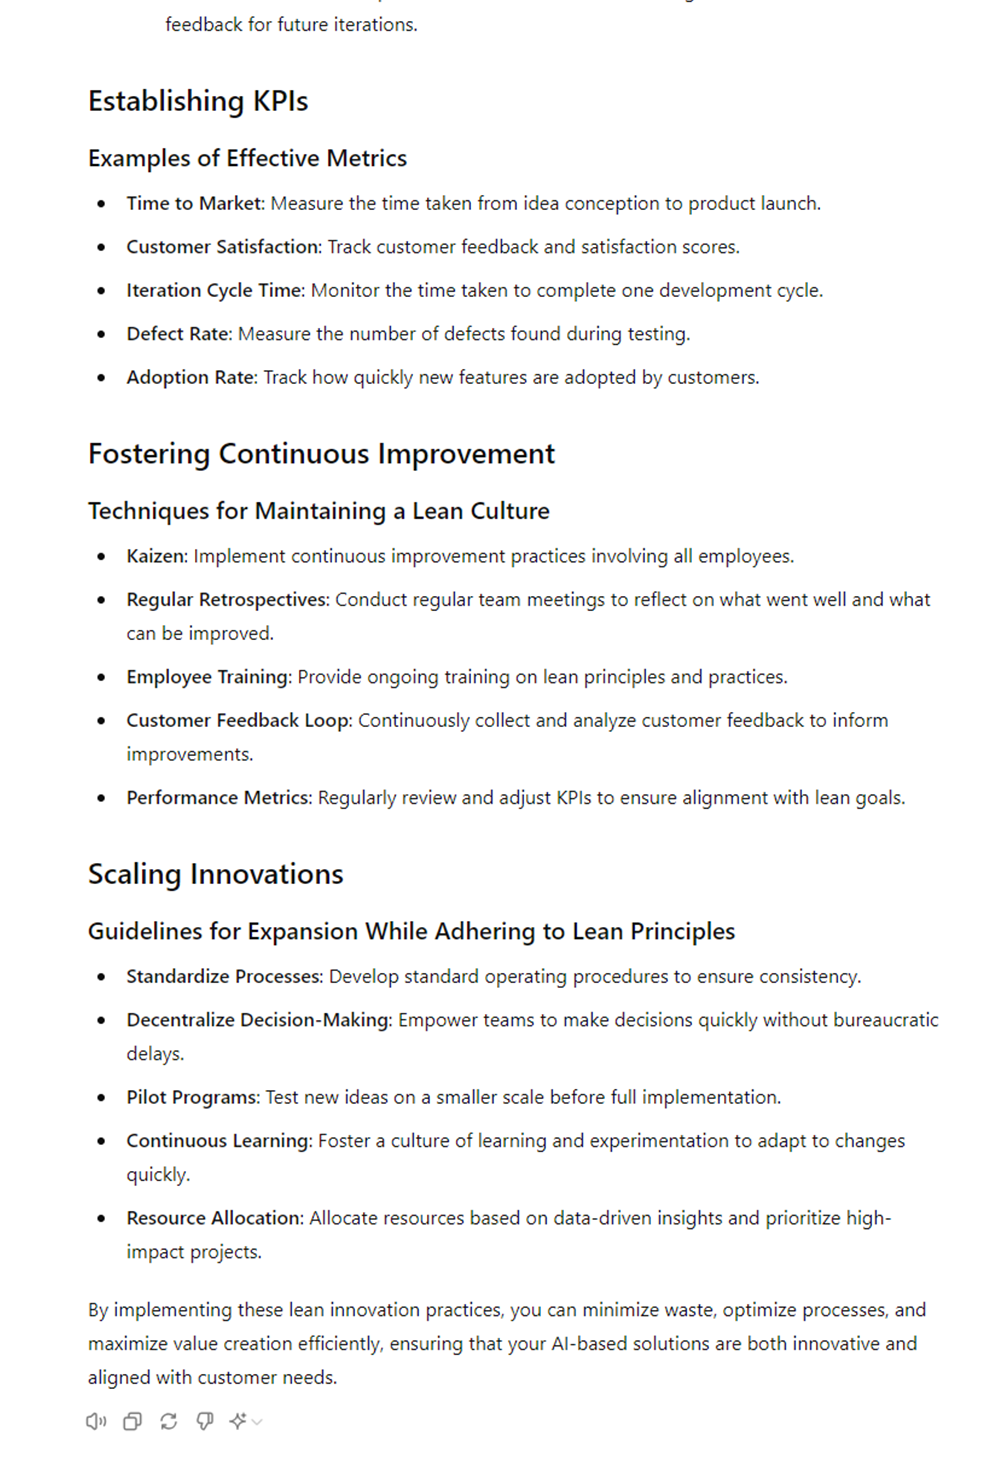 feedback for future iterations.
Establishing KPIs
Examples of Effective Metrics
Time to Market: Measure the time taken from idea conception to product launch.
Customer Satisfaction: Track customer feedback and satisfaction scores.
Iteration Cycle Time: Monitor the time taken to complete one development cycle.
Defect Rate: Measure the number of defects found during testing.
Adoption Rate: Track how quickly new features are adopted by customers.
Fostering Continuous Improvement
Techniques for Maintaining a Lean Culture
Kaizen: Implement continuous improvement practices involving all employees.
Regular Retrospectives: Conduct regular team meetings to reflect on what went well and what
can be improved.
Employee Training: Provide ongoing training on lean principles and practices.
Customer Feedback Loop: Continuously collect and analyze customer feedback to inform
improvements.
Performance Metrics: Regularly review and adjust KPIs to ensure alignment with lean goals.
Scaling Innovations
Guidelines for Expansion While Adhering to Lean Principles
Standardize Processes: Develop standard operating procedures to ensure consistency.
Decentralize Decision-Making: Empower teams to make decisions quickly without bureaucratic
delays.
Pilot Programs: Test new ideas on a smaller scale before full implementation.
Continuous Learning: Foster a culture of learning and experimentation to adapt to changes
quickly.
Resource Allocation: Allocate resources based on data-driven insights and prioritize high-
impact projects.
By implementing these lean innovation practices, you can minimize waste, optimize processes, and
maximize value creation efficiently, ensuring that your AI-based solutions are both innovative and
aligned with customer needs.